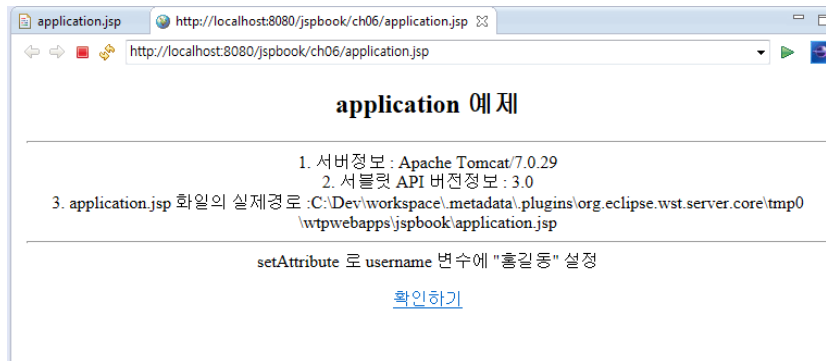 application.jsp
http://localhost:8080/jspbook/ch06/application.jsp
http://localhost:8080/jspbook/ch06/application.jsp
application 예제
1. 서버정보 : Apache Tomcat/7.0.29
2. 서블릿 API 버전정보 : 3.0
3. application.jsp 화일의 실제경로 :C:\Dev\workspace\.metadata\.plugins\org.eclipse.wst.server.core\tmp0
\wtpwebapps\jspbook\application.jsp
setAttribute 로 username 변수에 "홍길동" 설정
확인하기